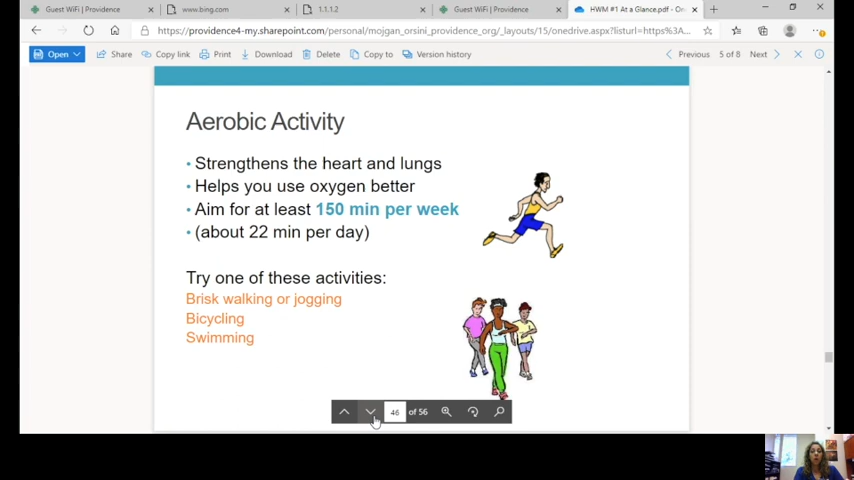 Guest WiFi | Providence
www.bing.com
1.1.1.2
Guest WiFi | Providence
HWM #1 At a Glance.pdf - On
https://providence4-my.sharepoint.com/personal/mojgan_orsini_providence_org/_layouts/15/onedrive.aspx?listurl=https%3A...
Open Share Copy link Print Download Delete Copy to Version history Previous 5 of 8 Next
Aerobic Activity
• Strengthens the heart and lungs
• Helps you use oxygen better
• Aim for at least 150 min per week
• (about 22 min per day)
Try one of these activities:
Brisk walking or jogging
Bicycling
Swimming
46 of 56